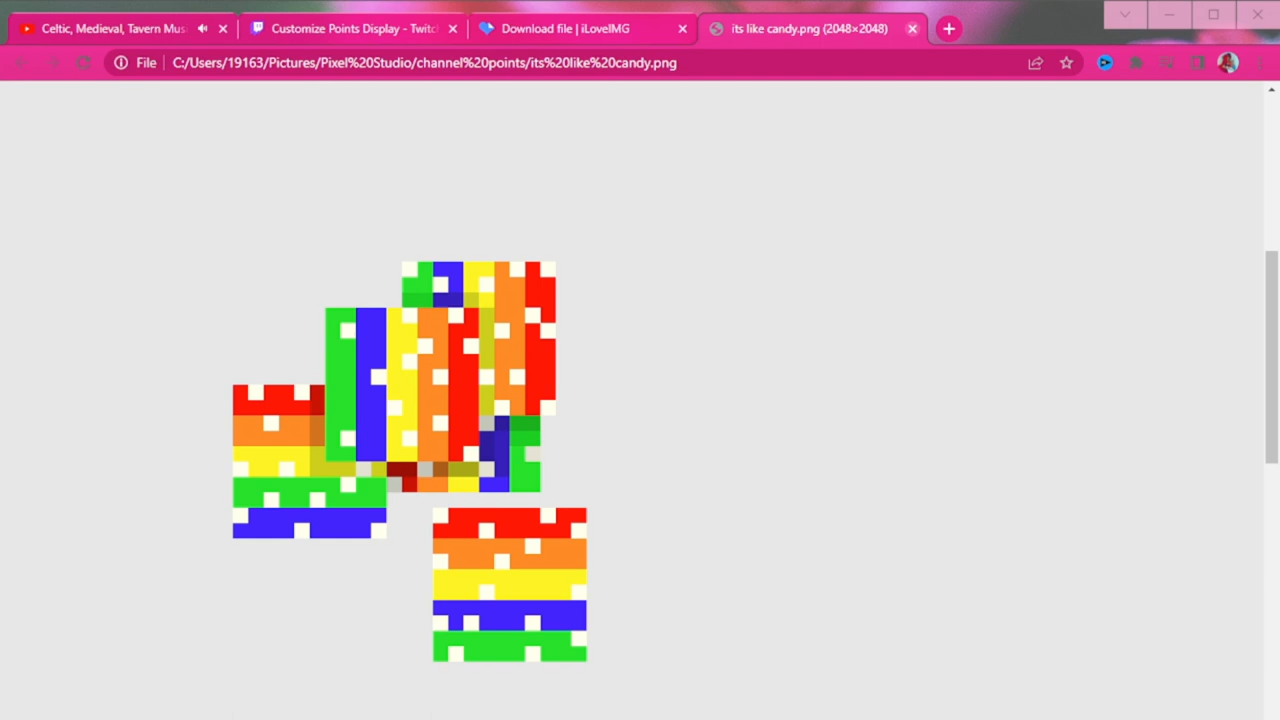 Celtic, Medieval, Tavern Mus
Customize Points Display - Twitc
Download file | iLoveIMG
its like candy.png (2048×2048)
File
C:/Users/19163/Pictures/Pixel%20Studio/channel%20points/its%20like%20candy.png